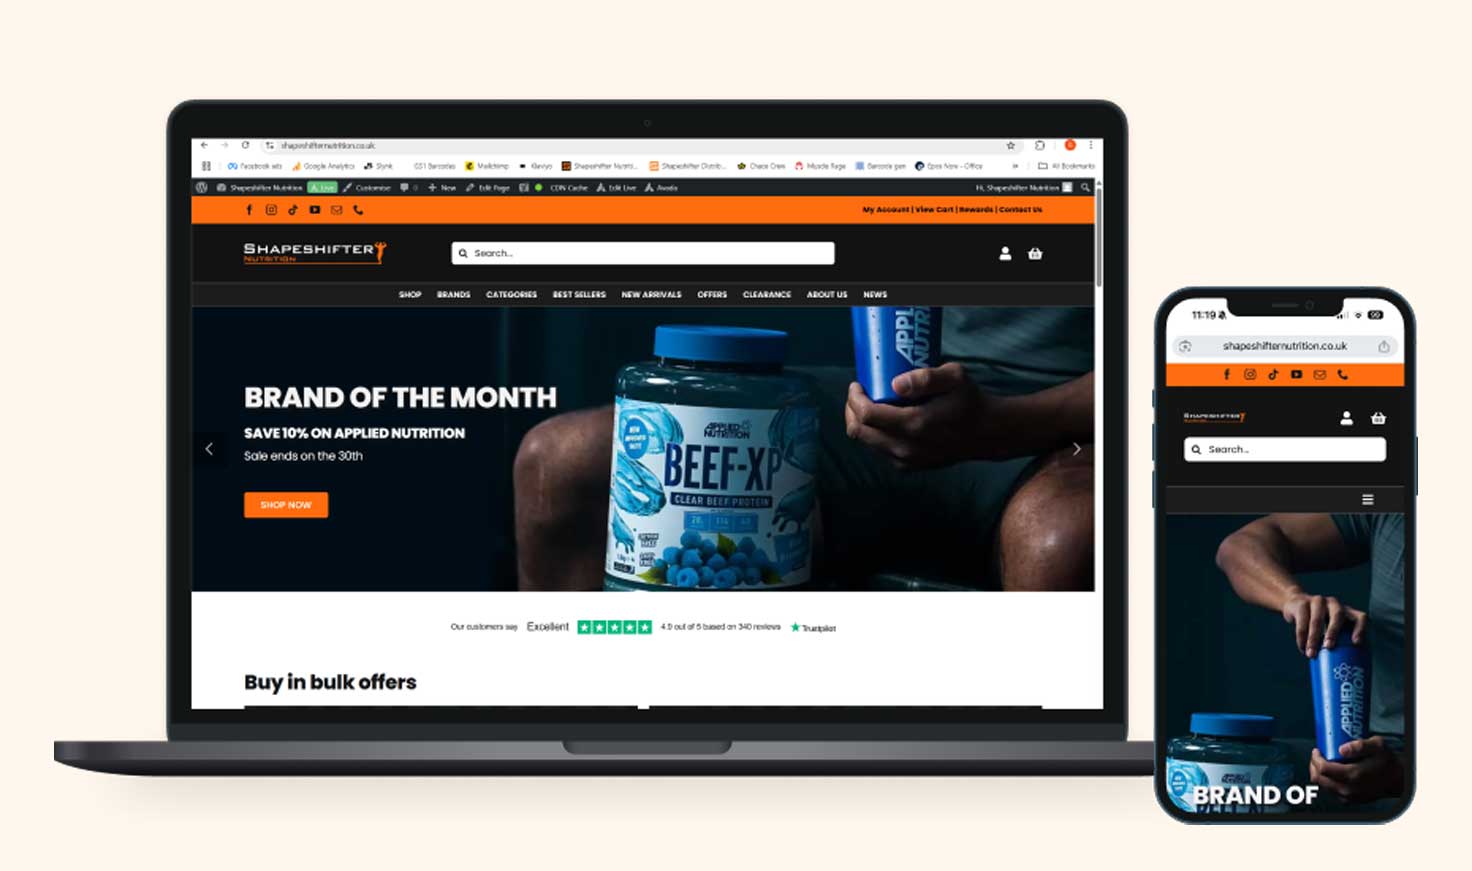 shapeshifternutrition.co.uk
Facebook ads Google Analytics Slynk GS1 Barcodes Mailchimp Klaviyo Shapeshifter Nutriti... Shapeshifter Distrib... Chaos Crew Muscle Rage Barcode gen Epos Now - Office » All Bookmarks
Shapeshifter Nutrition Live Customise 0 New Edit Page CDN Cache Edit Live Avada Hi, Shapeshifter Nutrition
My Account | View Cart | Rewards | Contact Us
SHAPESHIFTER
NUTRITION
Search...
SHOP BRANDS CATEGORIES BEST SELLERS NEW ARRIVALS OFFERS CLEARANCE ABOUT US NEWS
BRAND OF THE MONTH
SAVE 10% ON APPLIED NUTRITION
Sale ends on the 30th
SHOP NOW
APPLIED
NUTRITION
BEEF-XP
CLEAR BEEF PROTEIN
Our customers say Excellent 4.9 out of 5 based on 340 reviews Trustpilot
Buy in bulk offers
11:19
shapeshifternutrition.co.uk
SHAPESHIFTER
Search...
APPLIED
NUTRITION
APPLIED
NUTRITION
BRAND OF